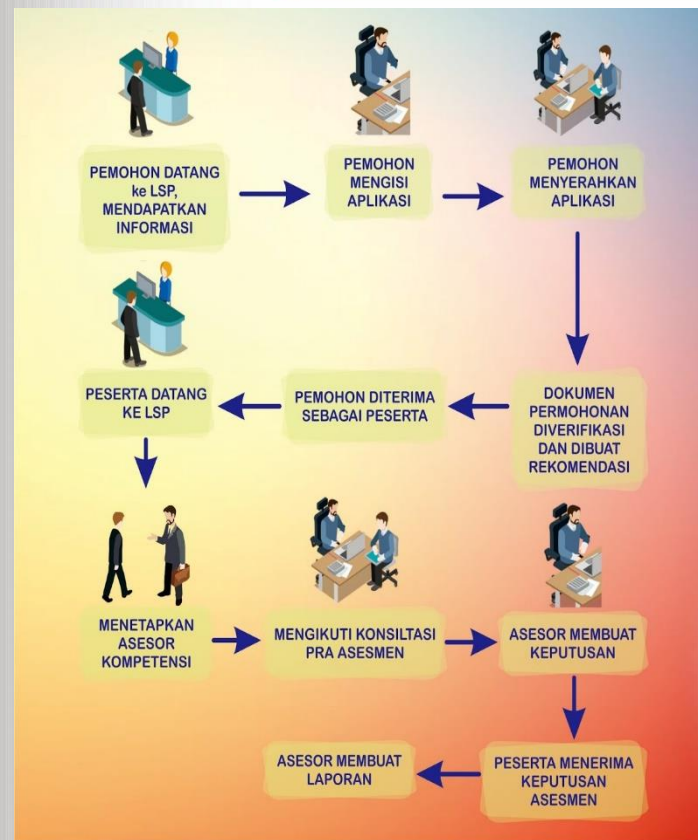 PEMOHON DATANG
ke LSP,
MENDAPATKAN
INFORMASI
PEMOHON
MENGISI
APLIKASI
PEMOHON
MENYERAHKAN
APLIKASI
DOKUMEN
PERMOHONAN
DIVERIFIKASI
DAN DIBUAT
REKOMENDASI
PEMOHON DITERIMA
SEBAGAI PESERTA
PESERTA DATANG
KE LSP
MENETAPKAN
ASESOR
KOMPETENSI
MENGIKUTI KONSILTASI
PRA ASESMEN
ASESOR MEMBUAT
KEPUTUSAN
PESERTA MENERIMA
KEPUTUSAN
ASESMEN
ASESOR MEMBUAT
LAPORAN